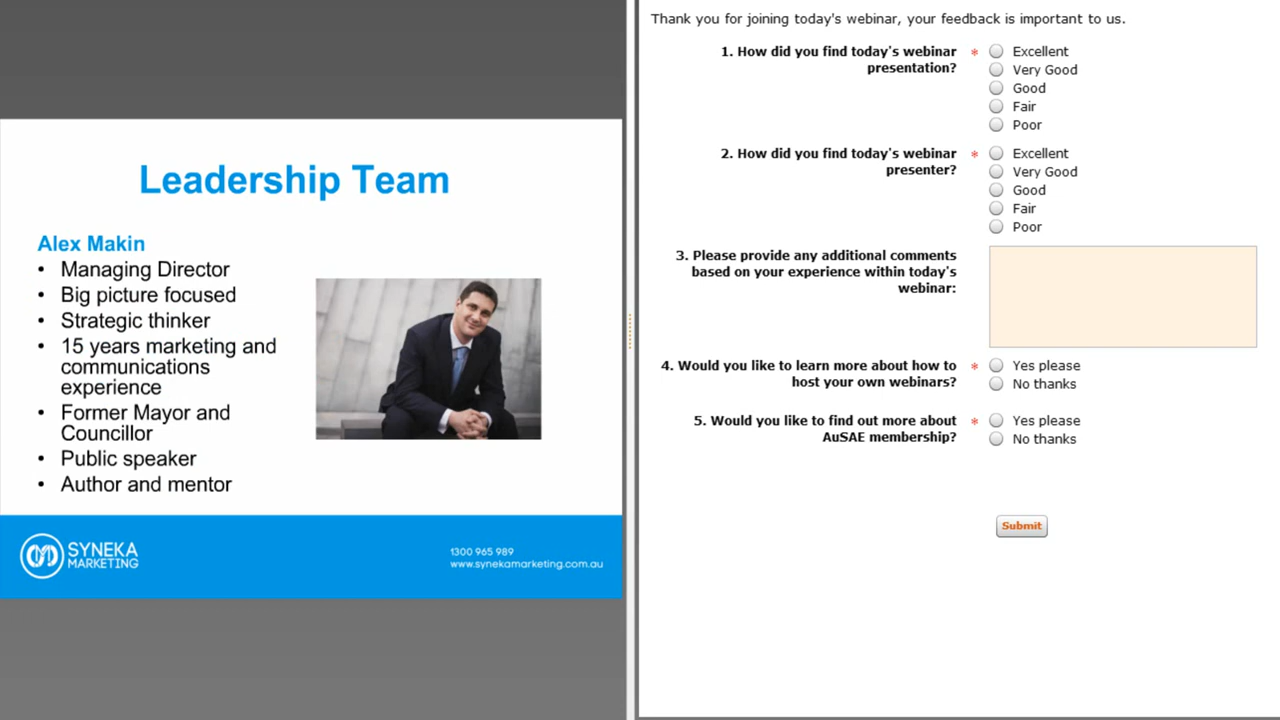 Leadership Team
Alex Makin
• Managing Director
• Big picture focused
• Strategic thinker
• 15 years marketing and
communications
experience
• Former Mayor and
Councillor
• Public speaker
• Author and mentor
SYNEKA
MARKETING
1300 965 989
www.synekamarketing.com.au
Thank you for joining today's webinar, your feedback is important to us.
1. How did you find today's webinar
presentation?
*
Excellent
Very Good
Good
Fair
Poor
2. How did you find today's webinar
presenter?
*
Excellent
Very Good
Good
Fair
Poor
3. Please provide any additional comments
based on your experience within today's
webinar:
4. Would you like to learn more about how to
host your own webinars?
*
Yes please
No thanks
5. Would you like to find out more about
AuSAE membership?
*
Yes please
No thanks
Submit